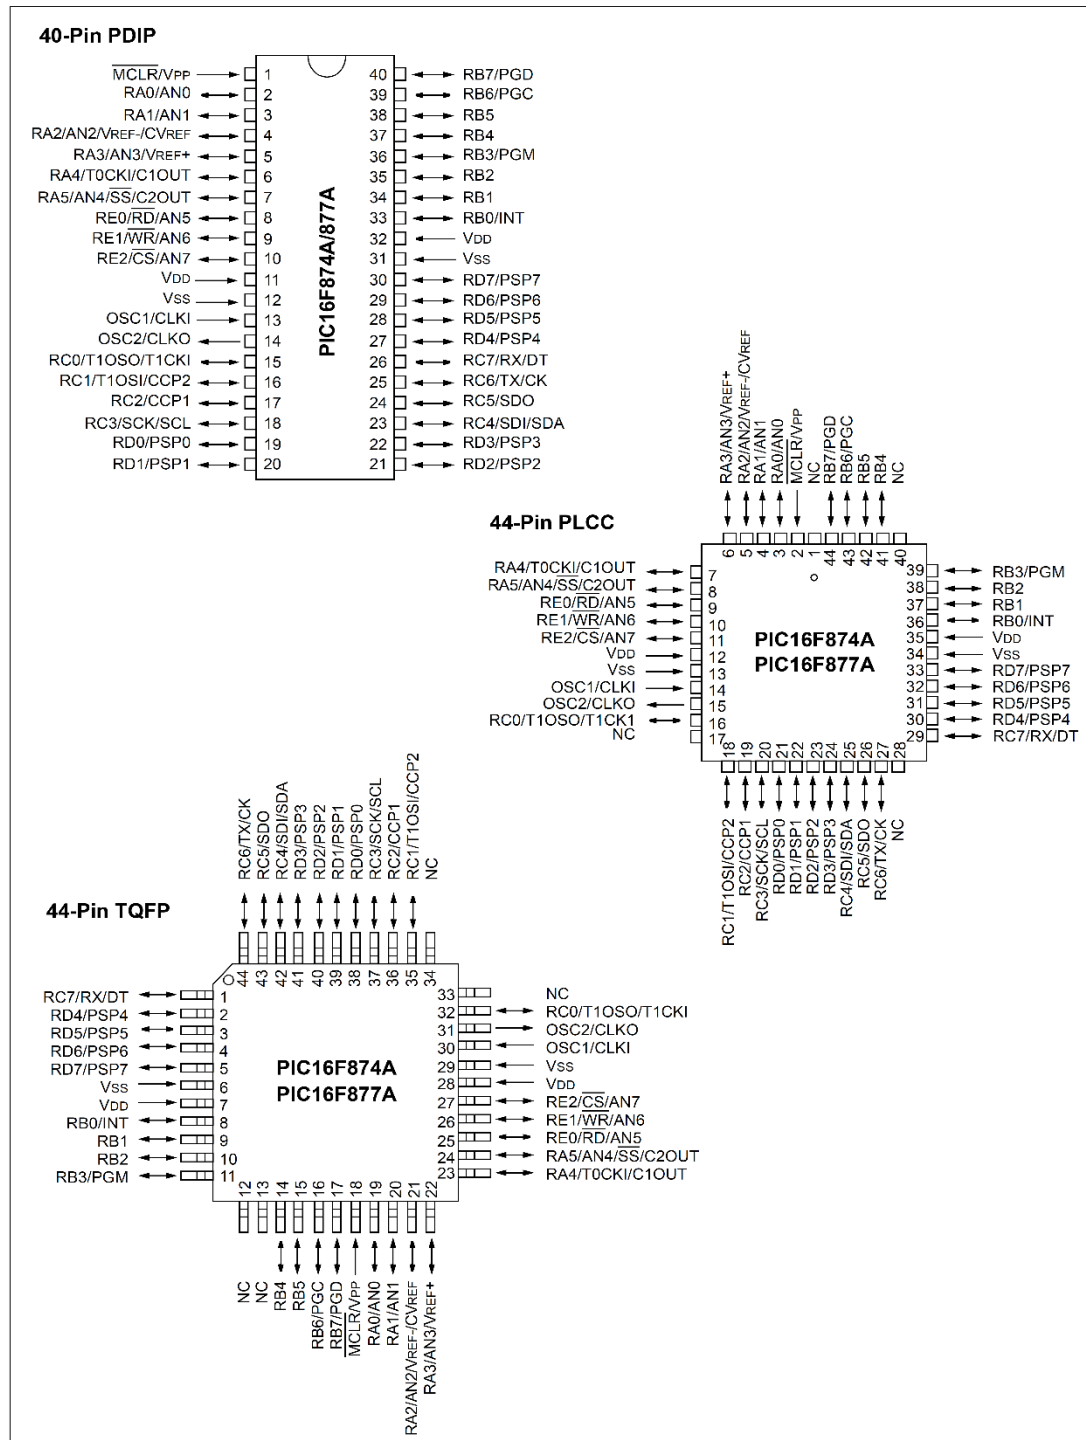 40-Pin PDIP
MCLR/VPP 1 40 RB7/PGD
RA0/AN0 2 39 RB6/PGC
RA1/AN1 3 38 RB5
RA2/AN2/VREF-/CVREF 4 37 RB4
RA3/AN3/VREF+ 5 36 RB3/PGM
RA4/T0CKI/C1OUT 6 35 RB2
RA5/AN4/SS/C2OUT 7 34 RB1
RE0/RD/AN5 8 33 RB0/INT
RE1/WR/AN6 9 32 VDD
RE2/CS/AN7 10 31 VSS
VDD 11 30 RD7/PSP7
VSS 12 29 RD6/PSP6
OSC1/CLKI 13 28 RD5/PSP5
OSC2/CLKO 14 27 RD4/PSP4
RC0/T1OSO/T1CKI 15 26 RC7/RX/DT
RC1/T1OSI/CCP2 16 25 RC6/TX/CK
RC2/CCP1 17 24 RC5/SDO
RC3/SCK/SCL 18 23 RC4/SDI/SDA
RD0/PSP0 19 22 RD3/PSP3
RD1/PSP1 20 21 RD2/PSP2
PIC16F874A/877A
44-Pin PLCC
RA3/AN3/VREF+
RA2/AN2/VREF-/CVREF
RA1/AN1
RA0/AN0
MCLR/VPP
NC
RB7/PGD
RB6/PGC
RB5
RB4
NC
6 5 4 3 2 1 44 43 42 41 40
RA4/T0CKI/C1OUT 7 39 RB3/PGM
RA5/AN4/SS/C2OUT 8 38 RB2
RE0/RD/AN5 9 37 RB1
RE1/WR/AN6 10 36 RB0/INT
RE2/CS/AN7 11 35 VDD
VDD 12 34 VSS
VSS 13 33 RD7/PSP7
OSC1/CLKI 14 32 RD6/PSP6
OSC2/CLKO 15 31 RD5/PSP5
RC0/T1OSO/T1CK1 16 30 RD4/PSP4
NC 17 29 RC7/RX/DT
PIC16F874A
PIC16F877A
18 19 20 21 22 23 24 25 26 27 28
RC1/T1OSI/CCP2
RC2/CCP1
RC3/SCK/SCL
RD0/PSP0
RD1/PSP1
RD2/PSP2
RD3/PSP3
RC4/SDI/SDA
RC5/SDO
RC6/TX/CK
NC
44-Pin TQFP
RC6/TX/CK
RC5/SDO
RC4/SDI/SDA
RD3/PSP3
RD2/PSP2
RD1/PSP1
RD0/PSP0
RC3/SCK/SCL
RC2/CCP1
RC1/T1OSI/CCP2
NC
44 43 42 41 40 39 38 37 36 35 34
RC7/RX/DT 1 33 NC
RD4/PSP4 2 32 RC0/T1OSO/T1CKI
RD5/PSP5 3 31 OSC2/CLKO
RD6/PSP6 4 30 OSC1/CLKI
RD7/PSP7 5 29 VSS
VSS 6 28 VDD
VDD 7 27 RE2/CS/AN7
RB0/INT 8 26 RE1/WR/AN6
RB1 9 25 RE0/RD/AN5
RB2 10 24 RA5/AN4/SS/C2OUT
RB3/PGM 11 23 RA4/T0CKI/C1OUT
PIC16F874A
PIC16F877A
12 13 14 15 16 17 18 19 20 21 22
NC
NC
RB4
RB5
RB6/PGC
RB7/PGD
MCLR/VPP
RA0/AN0
RA1/AN1
RA2/AN2/VREF-/CVREF
RA3/AN3/VREF+